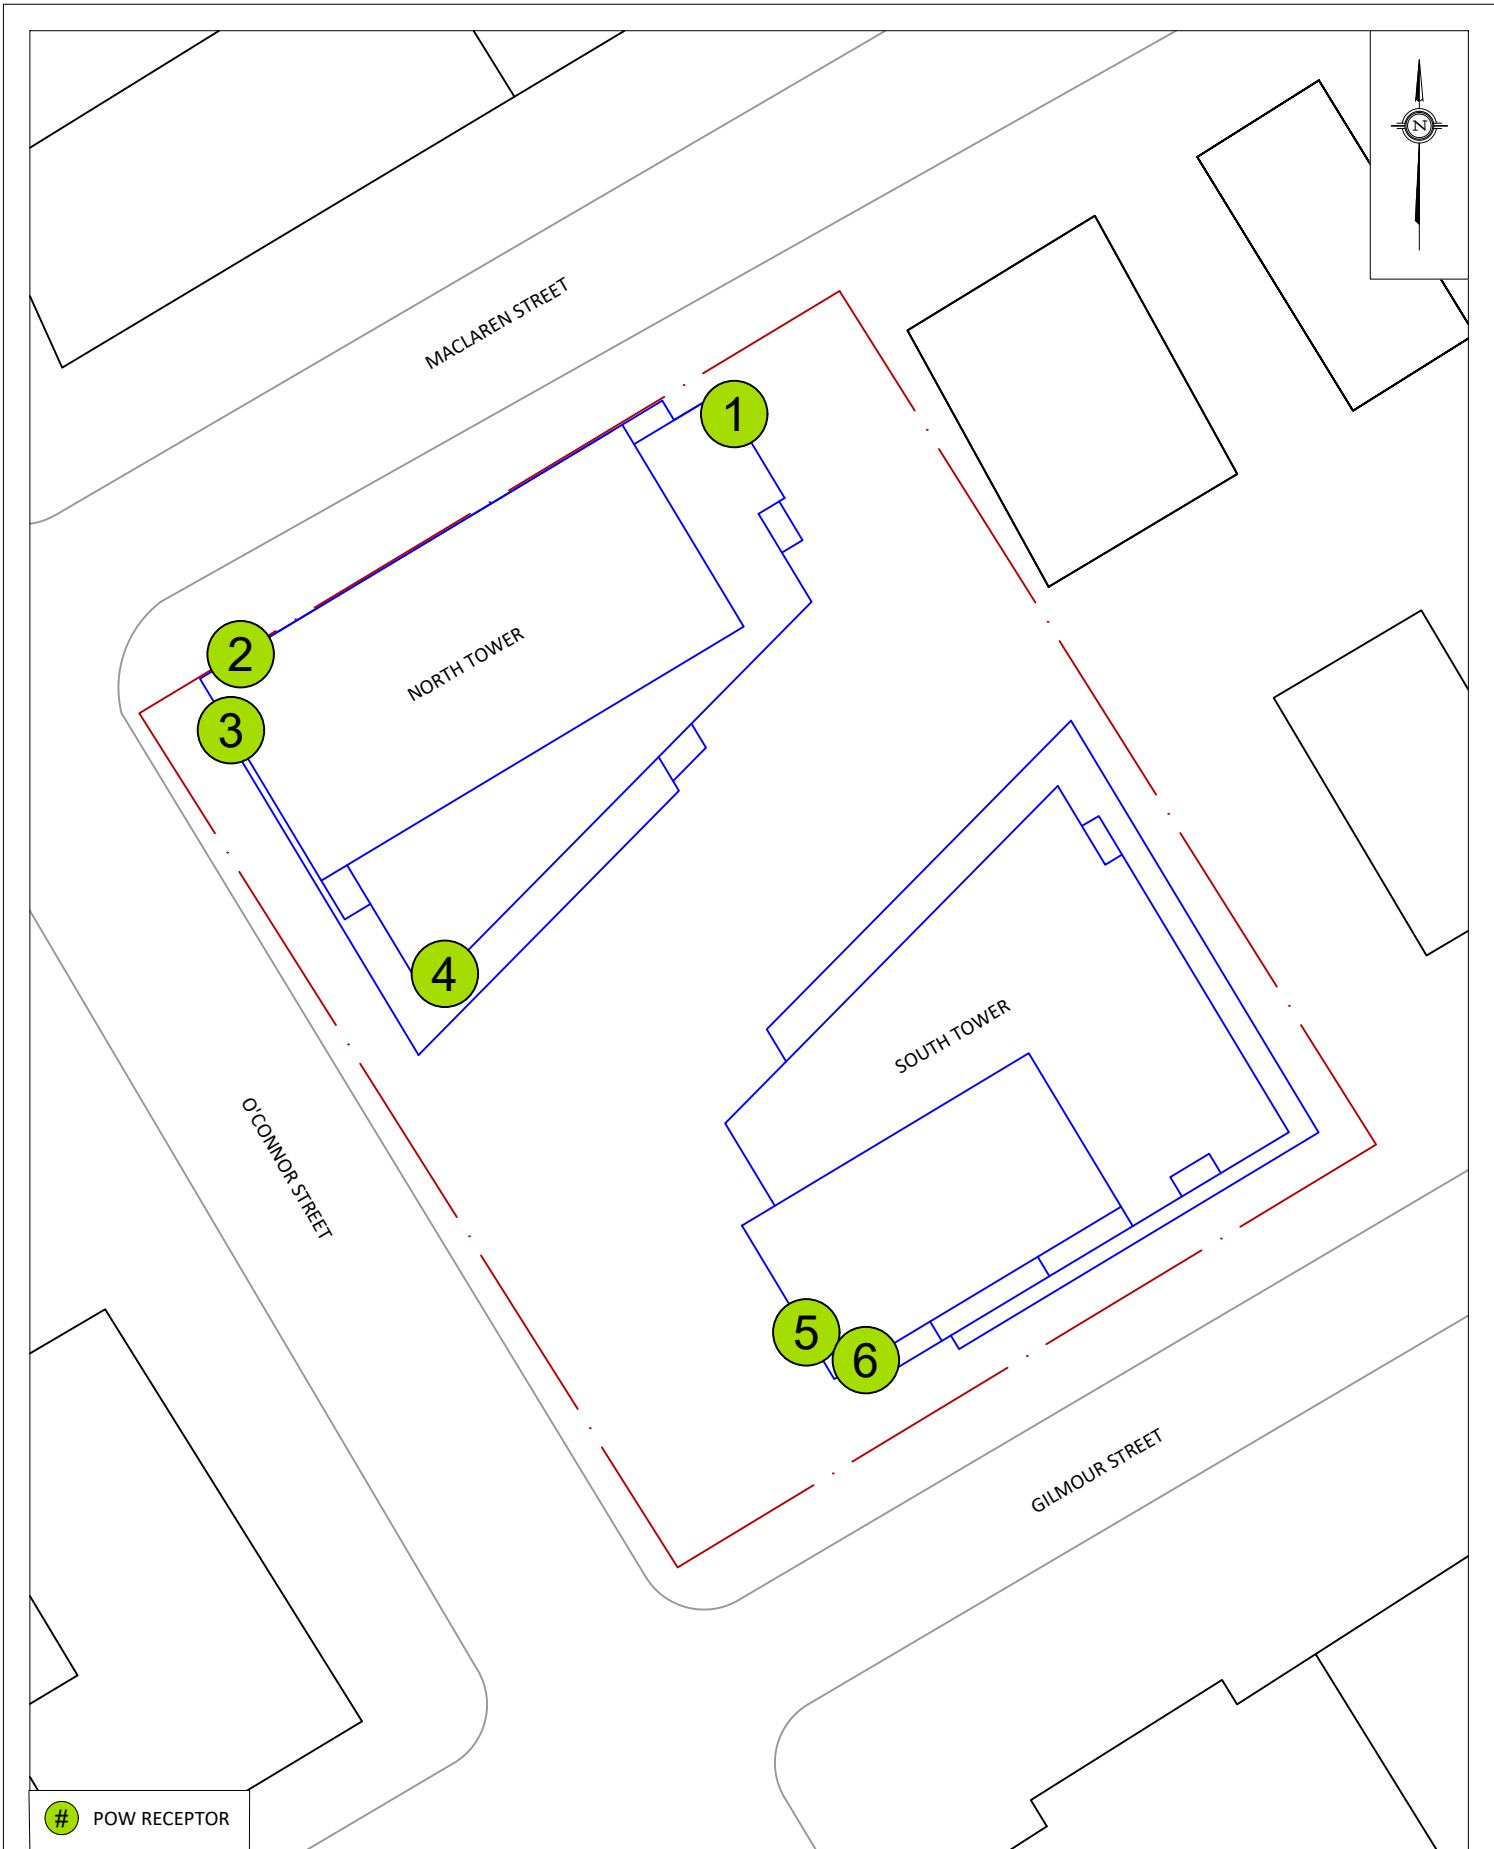 N
MACLAREN STREET
1
2
NORTH TOWER
3
4
SOUTH TOWER
O'CONNOR STREET
5
6
GILMOUR STREET
# POW RECEPTOR